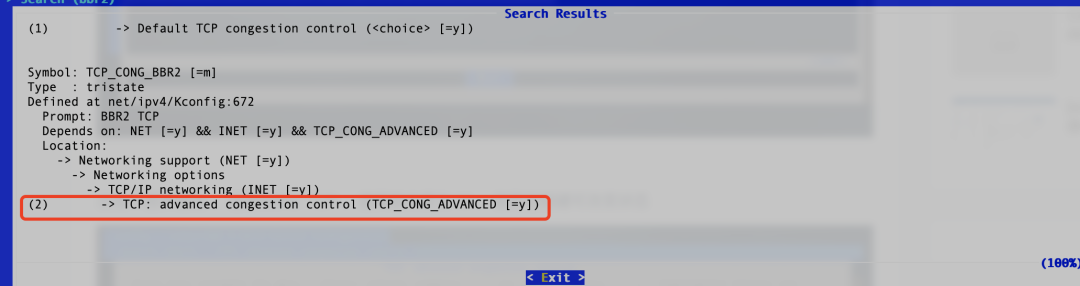 > Search (bbr2)
Search Results
(1) -> Default TCP congestion control (<choice> [=y])
Symbol: TCP_CONG_BBR2 [=m]
Type : tristate
Defined at net/ipv4/Kconfig:672
Prompt: BBR2 TCP
Depends on: NET [=y] && INET [=y] && TCP_CONG_ADVANCED [=y]
Location:
-> Networking support (NET [=y])
-> Networking options
-> TCP/IP networking (INET [=y])
(2) -> TCP: advanced congestion control (TCP_CONG_ADVANCED [=y])
(100%)
< Exit >